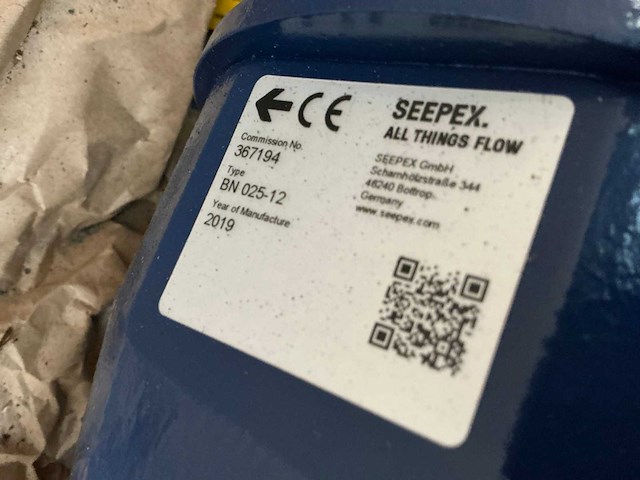 CE
Commission No.
367194
Type
BN 025-12
Year of Manufacture
2019
SEEPEX.
ALL THINGS FLOW
SEEPEX GmbH
Scharnhölzstraße 344
46240 Bottrop
Germany
www.seepex.com